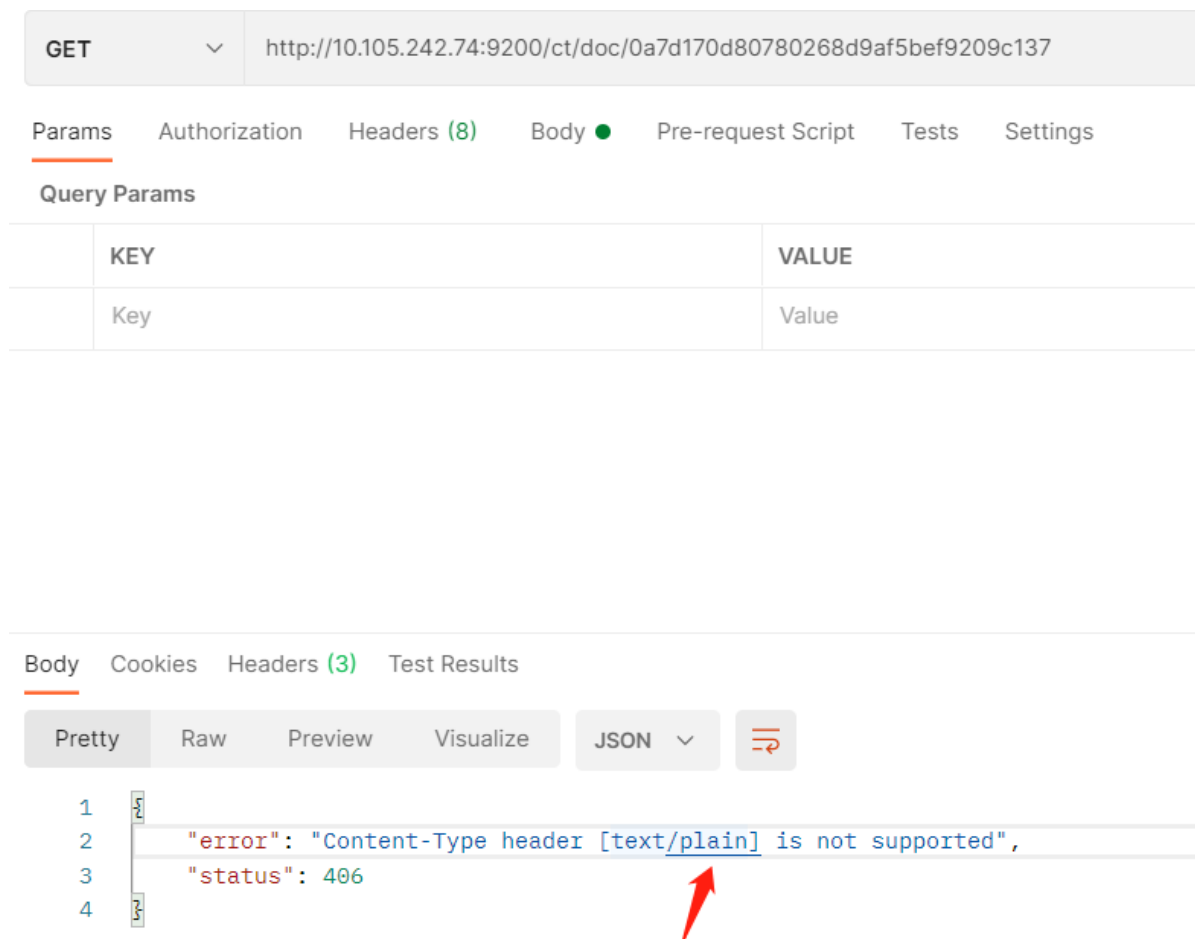 GET http://10.105.242.74:9200/ct/doc/0a7d170d80780268d9af5bef9209c137
Params Authorization Headers (8) Body Pre-request Script Tests Settings
Query Params
KEY VALUE
Key Value
Body Cookies Headers (3) Test Results
Pretty Raw Preview Visualize JSON
1 {
2 "error": "Content-Type header [text/plain] is not supported",
3 "status": 406
4 }